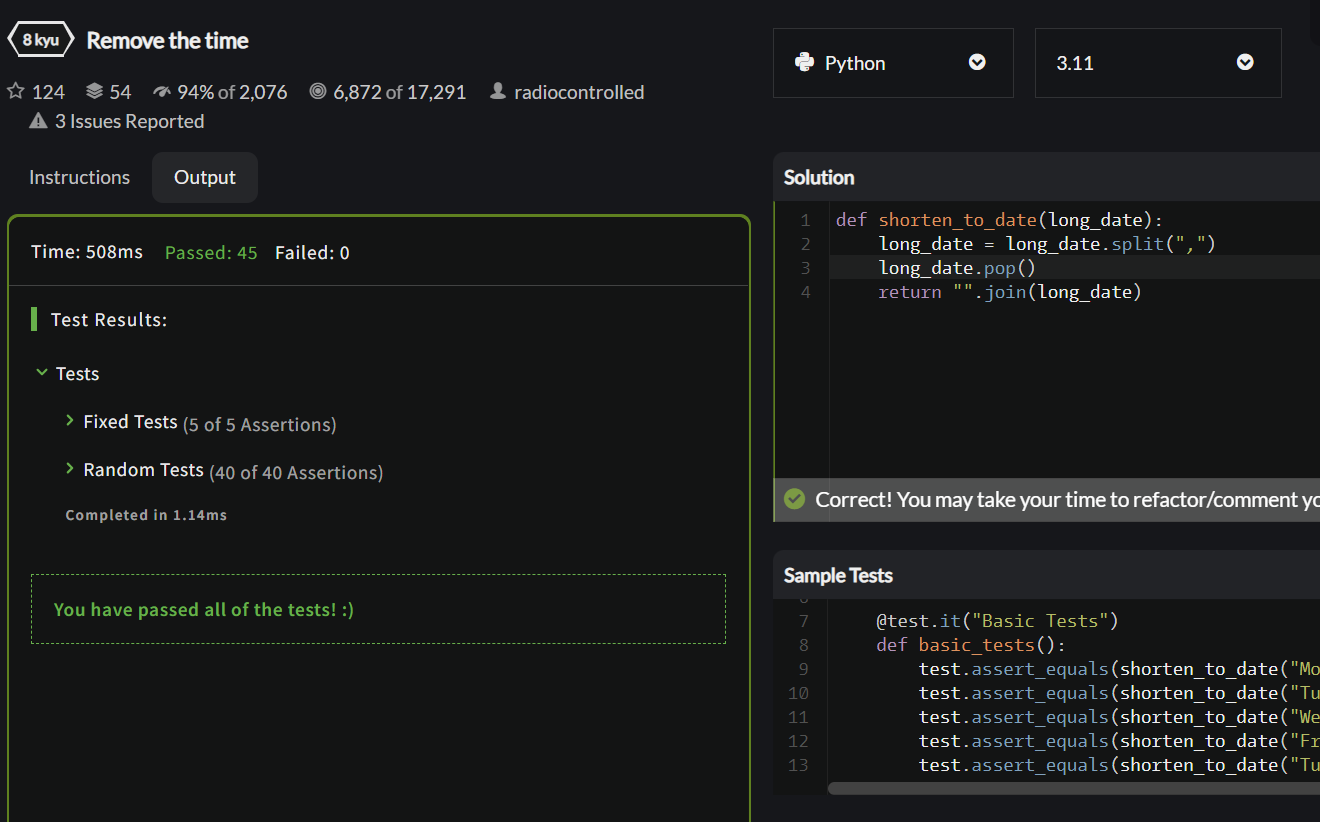 8 kyu Remove the time
124 54 94% of 2,076 6,872 of 17,291 radiocontrolled
3 Issues Reported
Instructions Output
Time: 508ms Passed: 45 Failed: 0
Test Results:
Tests
Fixed Tests (5 of 5 Assertions)
Random Tests (40 of 40 Assertions)
Completed in 1.14ms
You have passed all of the tests! :)
Python 3.11
Solution
1 def shorten_to_date(long_date):
2 long_date = long_date.split(",")
3 long_date.pop()
4 return "".join(long_date)
Correct! You may take your time to refactor/comment yo
Sample Tests
7 @test.it("Basic Tests")
8 def basic_tests():
9 test.assert_equals(shorten_to_date("Mo
10 test.assert_equals(shorten_to_date("Tu
11 test.assert_equals(shorten_to_date("We
12 test.assert_equals(shorten_to_date("Fr
13 test.assert_equals(shorten_to_date("Tu